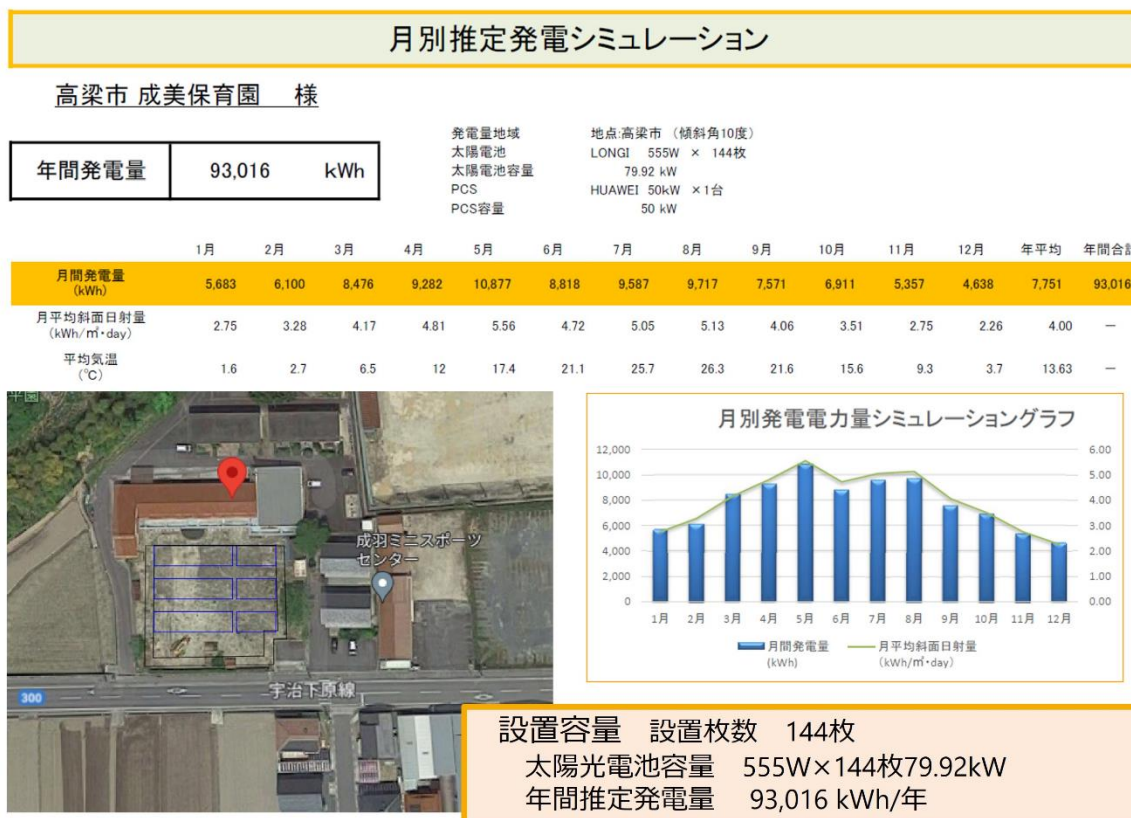 月別推定発電シミュレーション
高梁市 成美保育園 様
年間発電量 93,016 kWh
発電量地域 地点:高梁市 （傾斜角10度）
太陽電池 LONGI 555W × 144枚
太陽電池容量 79.92 kW
PCS HUAWEI 50kW ×1台
PCS容量 50 kW
1月 2月 3月 4月 5月 6月 7月 8月 9月 10月 11月 12月 年平均 年間合計
月間発電量
(kWh)
5,683 6,100 8,476 9,282 10,877 8,818 9,587 9,717 7,571 6,911 5,357 4,638 7,751 93,016
月平均斜面日射量
(kWh/㎡・day)
2.75 3.28 4.17 4.81 5.56 4.72 5.05 5.13 4.06 3.51 2.75 2.26 4.00 －
平均気温
(℃)
1.6 2.7 6.5 12 17.4 21.1 25.7 26.3 21.6 15.6 9.3 3.7 13.63 －
成羽ミニスポーツ
センター
宇治下原線
300
月別発電電力量シミュレーショングラフ
12,000 6.00
10,000 5.00
8,000 4.00
6,000 3.00
4,000 2.00
2,000 1.00
0 0.00
1月 2月 3月 4月 5月 6月 7月 8月 9月 10月 11月 12月
月間発電量
(kWh)
月平均斜面日射量
(kWh/㎡・day)
設置容量 設置枚数 144枚
太陽光電池容量 555W×144枚79.92kW
年間推定発電量 93,016 kWh/年